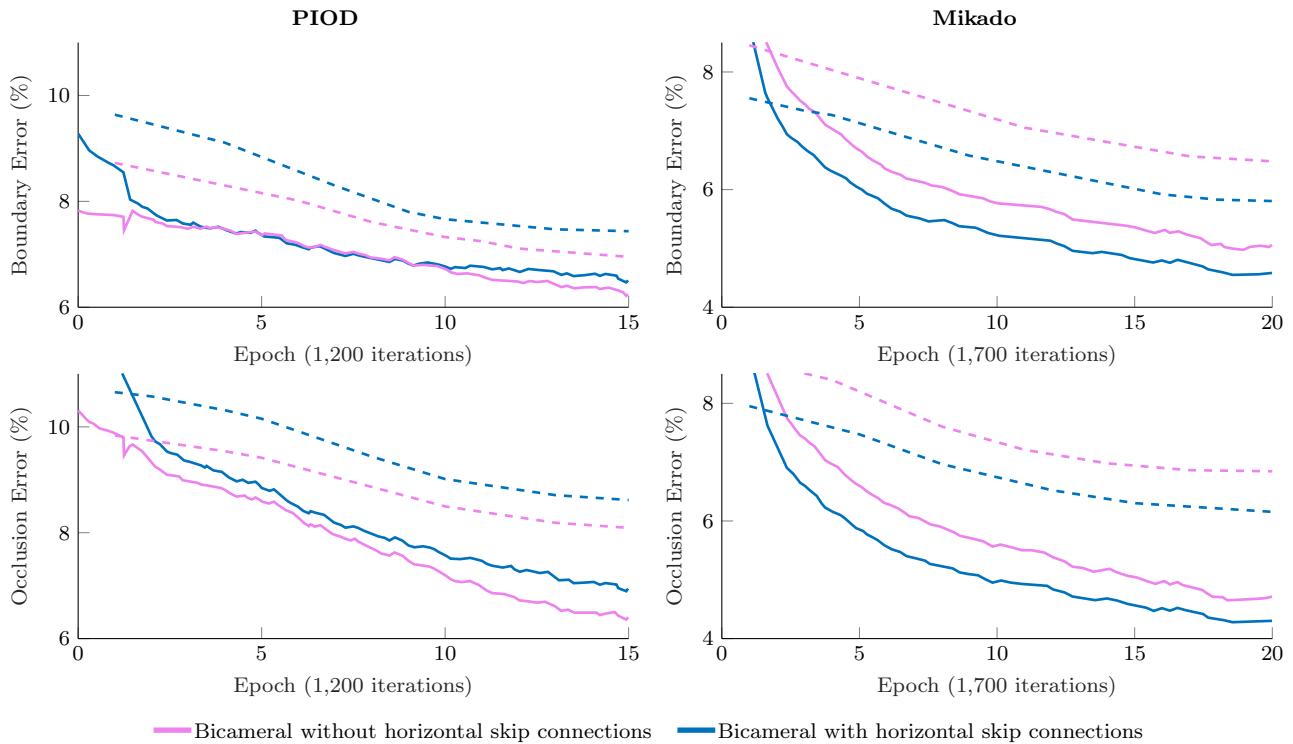 PIOD
Mikado
Boundary Error (%)
10
8
6
0
5
10
15
Epoch (1,200 iterations)
Boundary Error (%)
8
6
4
0
5
10
15
20
Epoch (1,700 iterations)
Occlusion Error (%)
10
8
6
0
5
10
15
Epoch (1,200 iterations)
Occlusion Error (%)
8
6
4
0
5
10
15
20
Epoch (1,700 iterations)
Bicameral without horizontal skip connections
Bicameral with horizontal skip connections